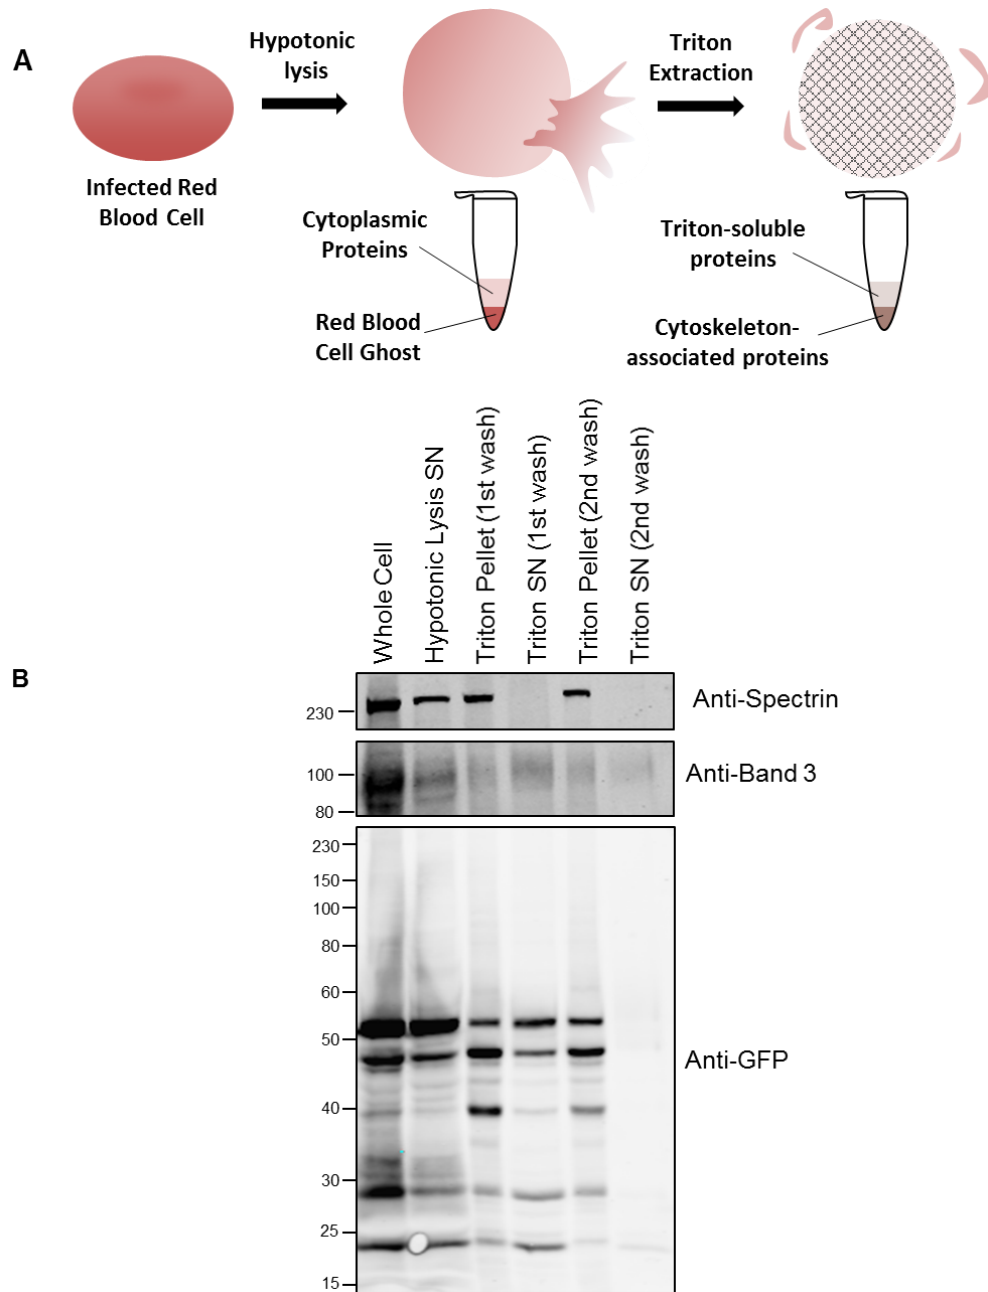 A
Hypotonic
lysis
Triton
Extraction
Infected Red
Blood Cell
Cytoplasmic
Proteins
Red Blood
Cell Ghost
Triton-soluble
proteins
Cytoskeleton-
associated proteins
Whole Cell
Hypotonic Lysis SN
Triton Pellet (1st wash)
Triton SN (1st wash)
Triton Pellet (2nd wash)
Triton SN (2nd wash)
B
230
Anti-Spectrin
100
80
Anti-Band 3
230
150
100
80
60
50
40
30
25
15
Anti-GFP